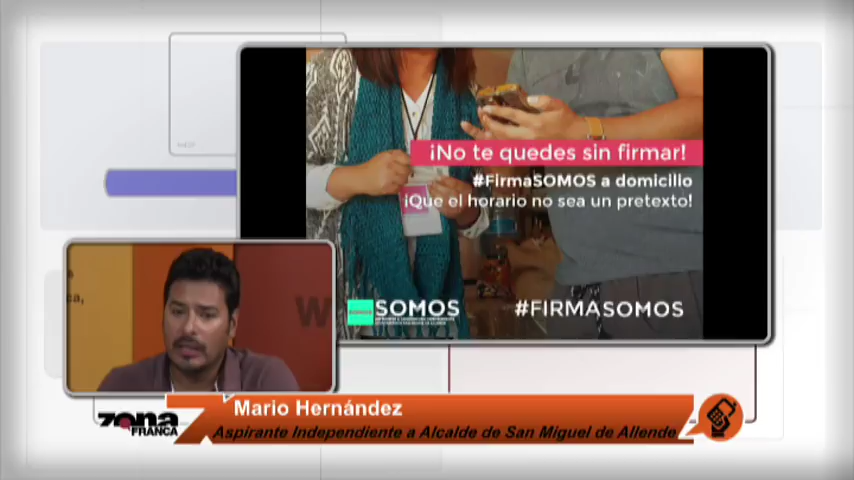 ¡No te quedes sin firmar!
#FirmaSOMOS a domicilio
¡Que el horario no sea un pretexto!
SOMOS
#FIRMASOMOS
W
Mario Hernández
zona
FRANCA
Aspirante Independiente a Alcalde de San Miguel de Allende